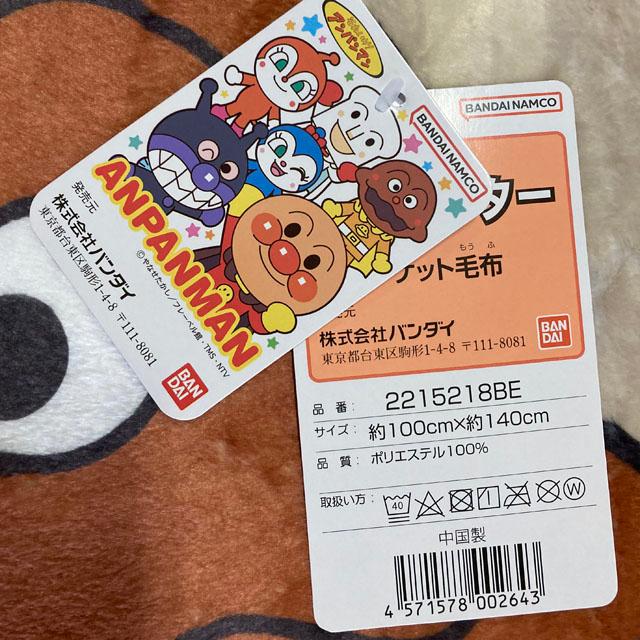 それいけ!アンパンマン
BANDAI NAMCO
ANPANMAN
©やなせたかし/フレーベル館・TMS・NTV
発売元
株式会社バンダイ
東京都台東区駒形1-4-8 〒111-8081
BAN
DAI
BANDAI NAMCO
ター
もう ふ
ケット毛布
元
株式会社バンダイ
東京都台東区駒形1-4-8 〒111-8081
BAN
DAI
品 番: 2215218BE
サイズ: 約100cm×約140cm
品 質: ポリエステル100%
取扱い方: 40 W
中国製
4 571578 002643